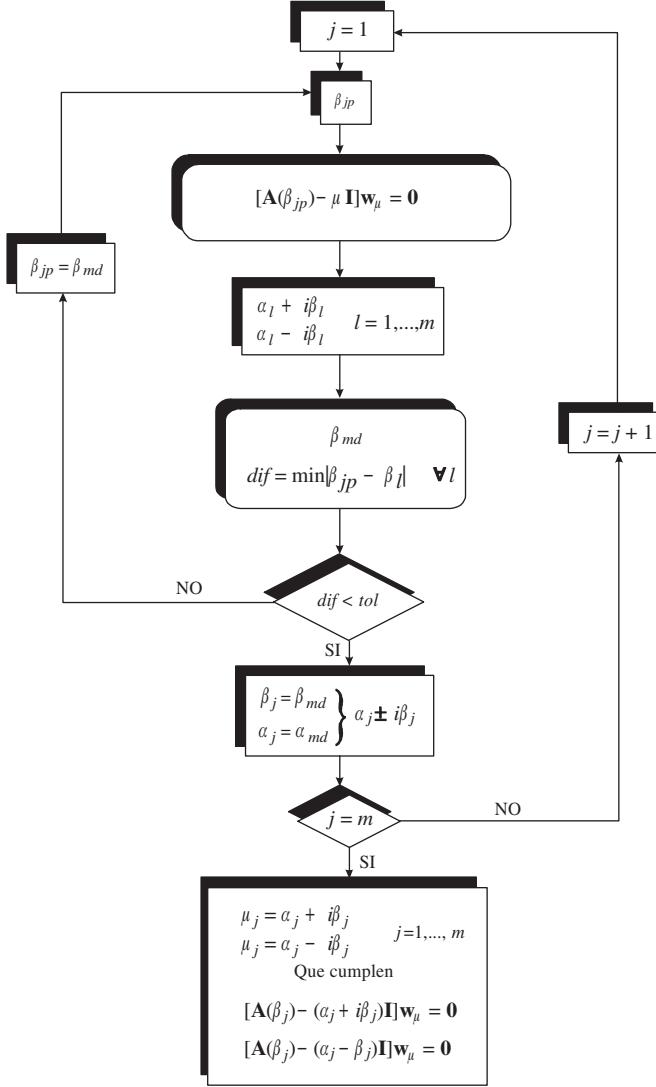 j = 1
β_jp
[A(β_jp) − μ I]w_μ = 0
β_jp = β_md
α_l + iβ_l
α_l − iβ_l
l = 1,...,m
j = j + 1
β_md
dif = min|β_jp − β_l| ∀ l
NO
dif < tol
SI
β_j = β_md
α_j = α_md
} α_j ± iβ_j
j = m
NO
SI
μ_j = α_j + iβ_j
μ_j = α_j − iβ_j
j=1,..., m
Que cumplen
[A(β_j) − (α_j + iβ_j)I]w_μ = 0
[A(β_j) − (α_j − β_j)I]w_μ = 0